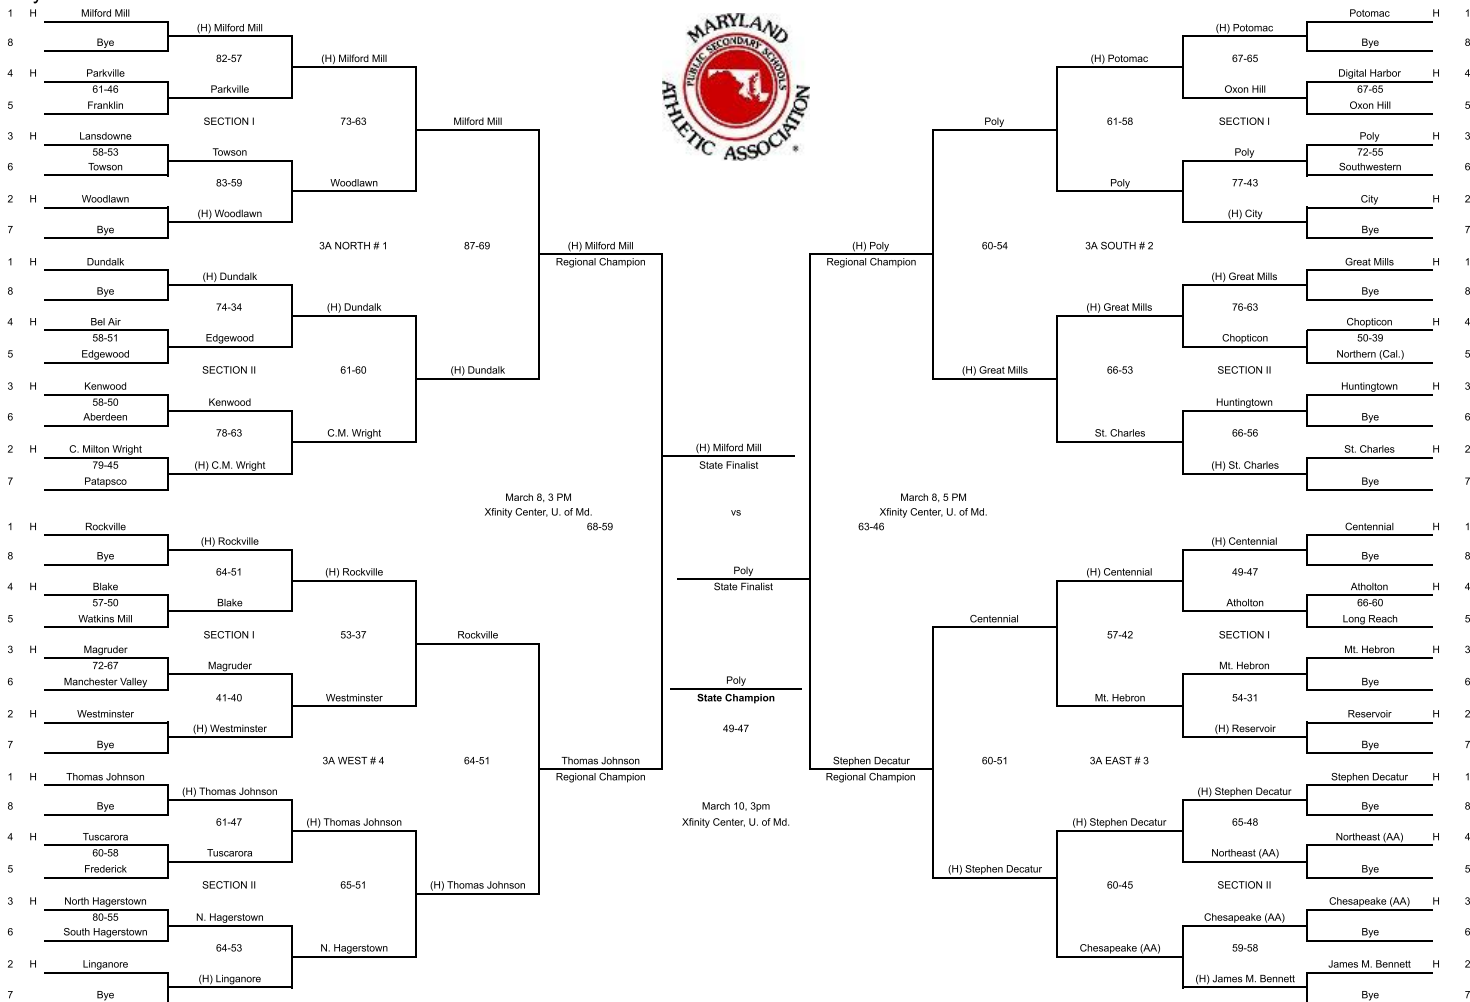 1 H Milford Mill
8 Bye
4 H Parkville
61-46
5 Franklin
3 H Lansdowne
58-53
6 Towson
2 H Woodlawn
7 Bye
1 H Dundalk
8 Bye
4 H Bel Air
58-51
5 Edgewood
3 H Kenwood
58-50
6 Aberdeen
2 H C. Milton Wright
79-45
7 Patapsco
1 H Rockville
8 Bye
4 H Blake
57-50
5 Watkins Mill
3 H Magruder
72-67
6 Manchester Valley
2 H Westminster
7 Bye
1 H Thomas Johnson
8 Bye
4 H Tuscarora
60-58
5 Frederick
3 H North Hagerstown
80-55
6 South Hagerstown
2 H Linganore
7 Bye
(H) Milford Mill
82-57
Parkville
SECTION I
Towson
83-59
(H) Woodlawn
(H) Dundalk
74-34
Edgewood
SECTION II
Kenwood
78-63
(H) C.M. Wright
(H) Rockville
64-51
Blake
SECTION I
Magruder
41-40
(H) Westminster
(H) Thomas Johnson
61-47
Tuscarora
SECTION II
N. Hagerstown
64-53
(H) Linganore
(H) Milford Mill
73-63
Woodlawn
3A NORTH # 1
(H) Dundalk
61-60
C.M. Wright
(H) Rockville
53-37
Westminster
3A WEST # 4
(H) Thomas Johnson
65-51
N. Hagerstown
Milford Mill
87-69
(H) Dundalk
Rockville
64-51
(H) Thomas Johnson
(H) Milford Mill
Regional Champion
March 8, 3 PM
Xfinity Center, U. of Md.
68-59
Thomas Johnson
Regional Champion
MARYLAND
PUBLIC SECONDARY SCHOOLS
ATHLETIC ASSOCIATION
®
(H) Milford Mill
State Finalist
vs
Poly
State Finalist
Poly
State Champion
49-47
March 10, 3pm
Xfinity Center, U. of Md.
(H) Poly
Regional Champion
March 8, 5 PM
Xfinity Center, U. of Md.
63-46
Stephen Decatur
Regional Champion
Poly
60-54
(H) Great Mills
Centennial
60-51
(H) Stephen Decatur
(H) Potomac
61-58
Poly
3A SOUTH # 2
(H) Great Mills
66-53
St. Charles
(H) Centennial
57-42
Mt. Hebron
3A EAST # 3
(H) Stephen Decatur
60-45
Chesapeake (AA)
(H) Potomac
67-65
Oxon Hill
SECTION I
Poly
77-43
(H) City
(H) Great Mills
76-63
Chopticon
SECTION II
Huntingtown
66-56
(H) St. Charles
(H) Centennial
49-47
Atholton
SECTION I
Mt. Hebron
54-31
(H) Reservoir
(H) Stephen Decatur
65-48
Northeast (AA)
SECTION II
Chesapeake (AA)
59-58
(H) James M. Bennett
Potomac H 1
Bye 8
Digital Harbor H 4
67-65
Oxon Hill 5
Poly H 3
72-55
Southwestern 6
City H 2
Bye 7
Great Mills H 1
Bye 8
Chopticon H 4
50-39
Northern (Cal.) 5
Huntingtown H 3
Bye 6
St. Charles H 2
Bye 7
Centennial H 1
Bye 8
Atholton H 4
66-60
Long Reach 5
Mt. Hebron H 3
Bye 6
Reservoir H 2
Bye 7
Stephen Decatur H 1
Bye 8
Northeast (AA) H 4
Bye 5
Chesapeake (AA) H 3
Bye 6
James M. Bennett H 2
Bye 7